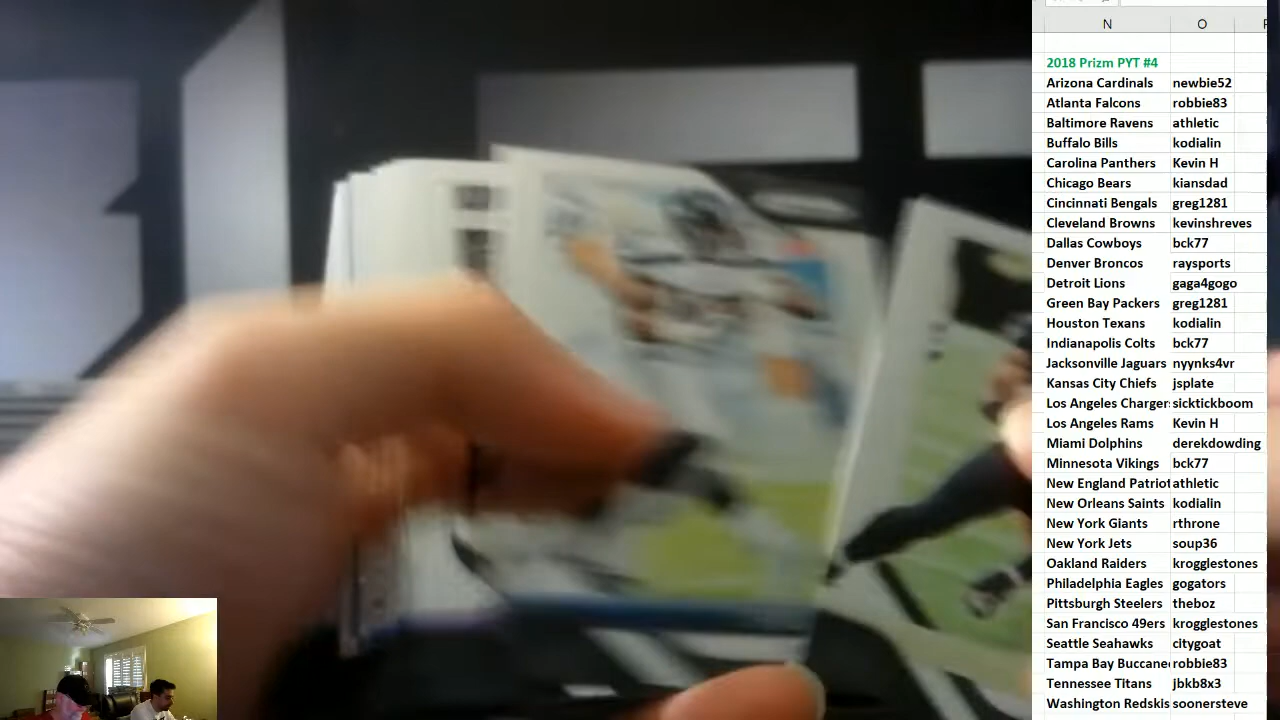 N O
2018 Prizm PYT #4
Arizona Cardinals newbie52
Atlanta Falcons robbie83
Baltimore Ravens athletic
Buffalo Bills kodialin
Carolina Panthers Kevin H
Chicago Bears kiansdad
Cincinnati Bengals greg1281
Cleveland Browns kevinshreves
Dallas Cowboys bck77
Denver Broncos raysports
Detroit Lions gaga4gogo
Green Bay Packers greg1281
Houston Texans kodialin
Indianapolis Colts bck77
Jacksonville Jaguars nyynks4vr
Kansas City Chiefs jsplate
Los Angeles Charger sicktickboom
Los Angeles Rams Kevin H
Miami Dolphins derekdowding
Minnesota Vikings bck77
New England Patriot athletic
New Orleans Saints kodialin
New York Giants rthrone
New York Jets soup36
Oakland Raiders krogglestones
Philadelphia Eagles gogators
Pittsburgh Steelers theboz
San Francisco 49ers krogglestones
Seattle Seahawks citygoat
Tampa Bay Buccane robbie83
Tennessee Titans jbkb8x3
Washington Redskis soonersteve